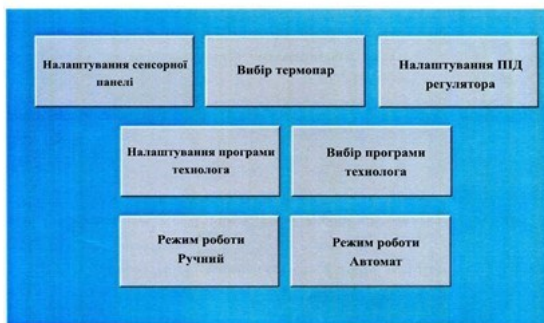 Налаштування сенсорної
панелі
Вибір термопар
Налаштування ПІД
регулятора
Налаштування програми
технолога
Вибір програми
технолога
Режим роботи
Ручний
Режим роботи
Автомат